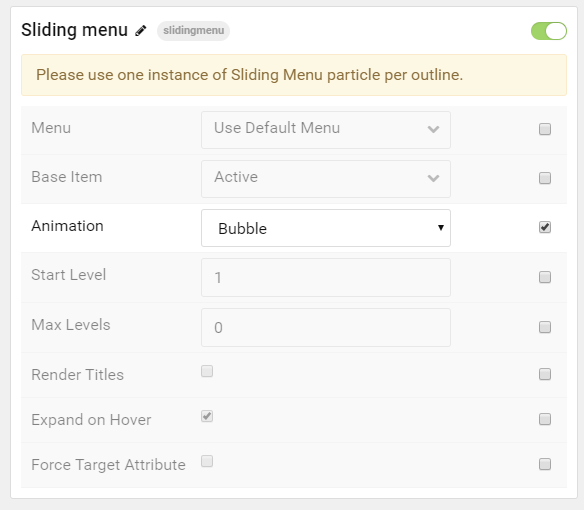 Sliding menu slidingmenu
Please use one instance of Sliding Menu particle per outline.
Menu Use Default Menu
Base Item Active
Animation Bubble
Start Level 1
Max Levels 0
Render Titles
Expand on Hover
Force Target Attribute